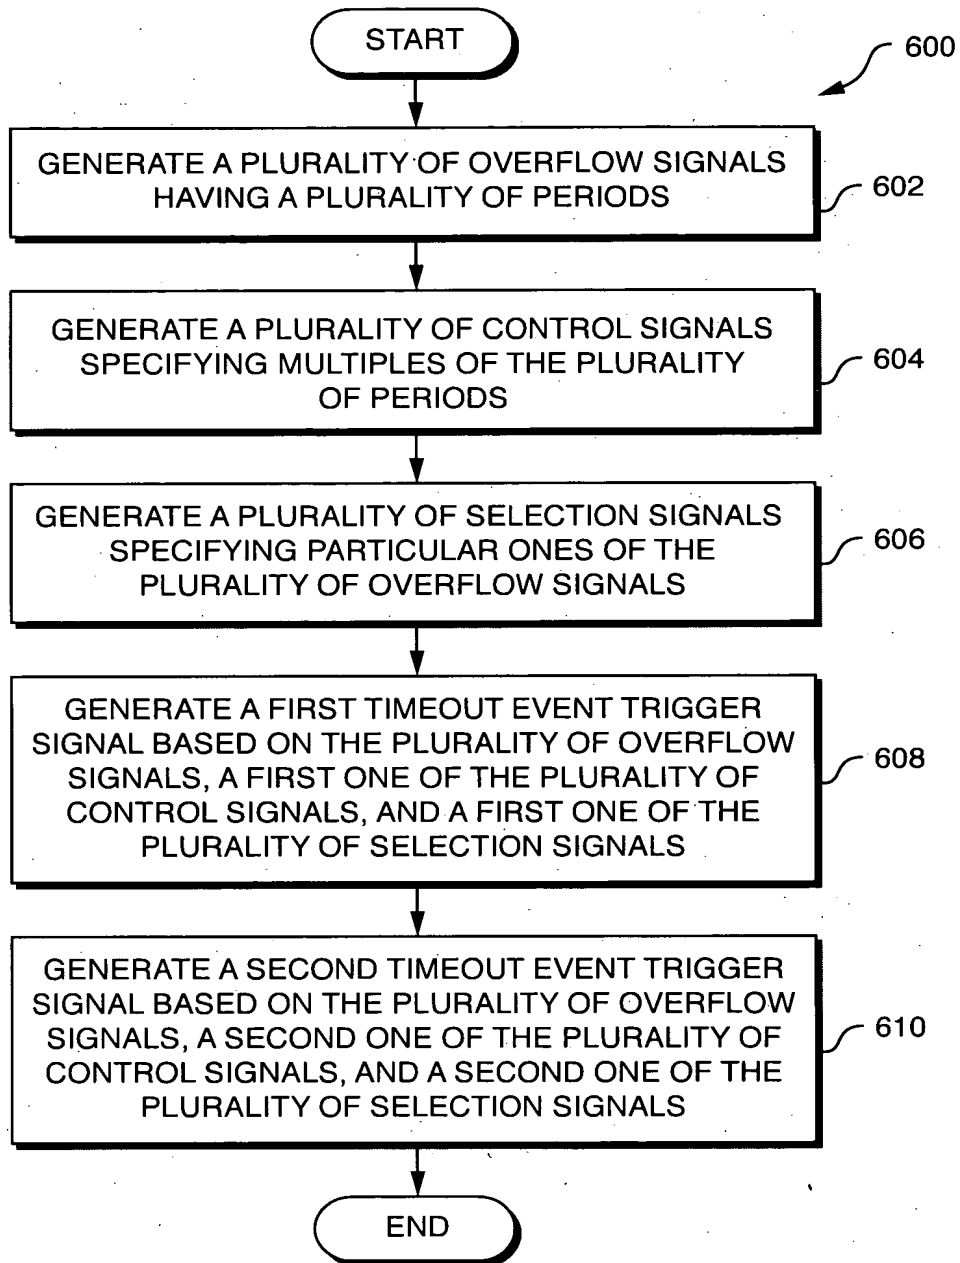 START
600
GENERATE A PLURALITY OF OVERFLOW SIGNALS
HAVING A PLURALITY OF PERIODS
602
GENERATE A PLURALITY OF CONTROL SIGNALS
SPECIFYING MULTIPLES OF THE PLURALITY
OF PERIODS
604
GENERATE A PLURALITY OF SELECTION SIGNALS
SPECIFYING PARTICULAR ONES OF THE
PLURALITY OF OVERFLOW SIGNALS
606
GENERATE A FIRST TIMEOUT EVENT TRIGGER
SIGNAL BASED ON THE PLURALITY OF OVERFLOW
SIGNALS, A FIRST ONE OF THE PLURALITY OF
CONTROL SIGNALS, AND A FIRST ONE OF THE
PLURALITY OF SELECTION SIGNALS
608
GENERATE A SECOND TIMEOUT EVENT TRIGGER
SIGNAL BASED ON THE PLURALITY OF OVERFLOW
SIGNALS, A SECOND ONE OF THE PLURALITY OF
CONTROL SIGNALS, AND A SECOND ONE OF THE
PLURALITY OF SELECTION SIGNALS
610
END